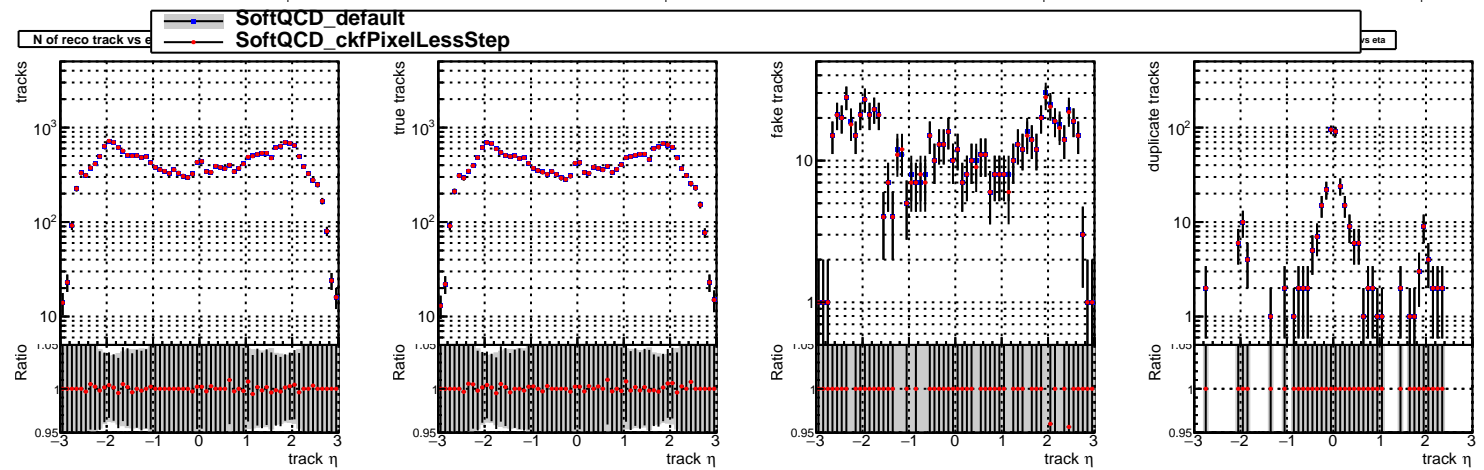 SoftQCD_default
SoftQCD_ckfPixelLessStep
N of reco track vs e
vs eta
tracks
10³
10²
10
Ratio
1.05
1
0.95
−3 −2 −1 0 1 2 3
track η
true tracks
10³
10²
10
Ratio
1.05
1
0.95
−3 −2 −1 0 1 2 3
track η
fake tracks
10
1
Ratio
1.05
1
0.95
−3 −2 −1 0 1 2 3
track η
duplicate tracks
10²
10
1
Ratio
1.05
1
0.95
−3 −2 −1 0 1 2 3
track η